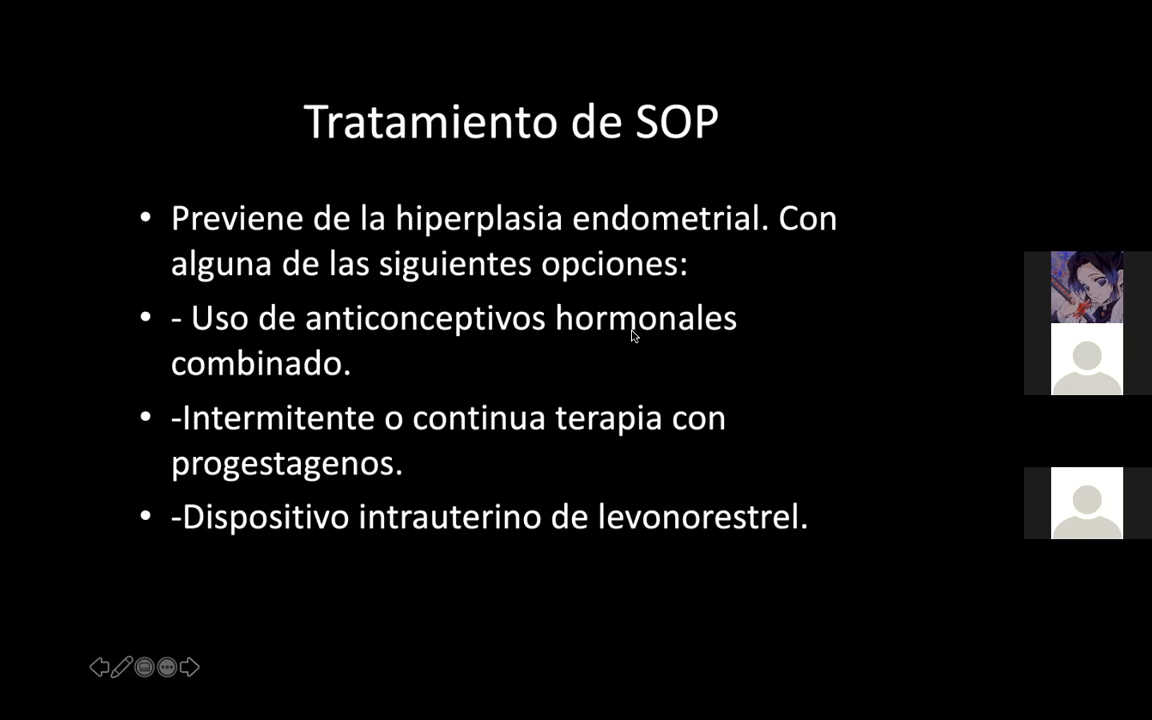 Tratamiento de SOP
• Previene de la hiperplasia endometrial. Con
alguna de las siguientes opciones:
• - Uso de anticonceptivos hormonales
combinado.
• -Intermitente o continua terapia con
progestagenos.
• -Dispositivo intrauterino de levonorestrel.